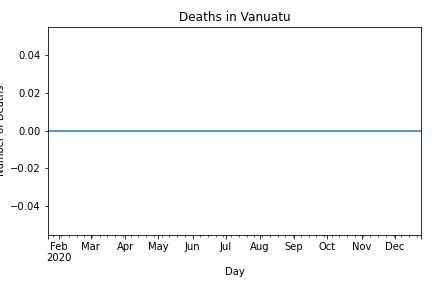 Deaths in Vanuatu
Number of Deaths
0.04
0.02
0.00
−0.02
−0.04
Feb Mar Apr May Jun Jul Aug Sep Oct Nov Dec
2020
Day